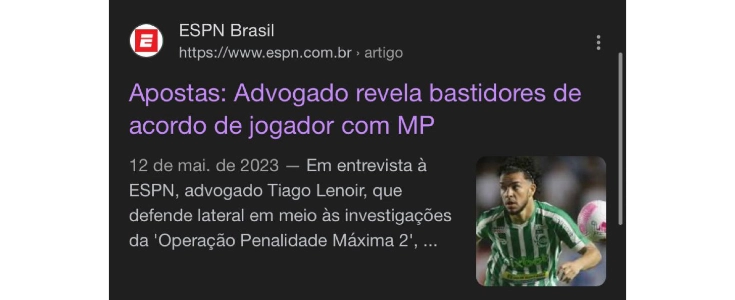 ESPN Brasil
https://www.espn.com.br › artigo
Apostas: Advogado revela bastidores de
acordo de jogador com MP
12 de mai. de 2023 — Em entrevista à
ESPN, advogado Tiago Lenoir, que
defende lateral em meio às investigações
da 'Operação Penalidade Máxima 2', ...